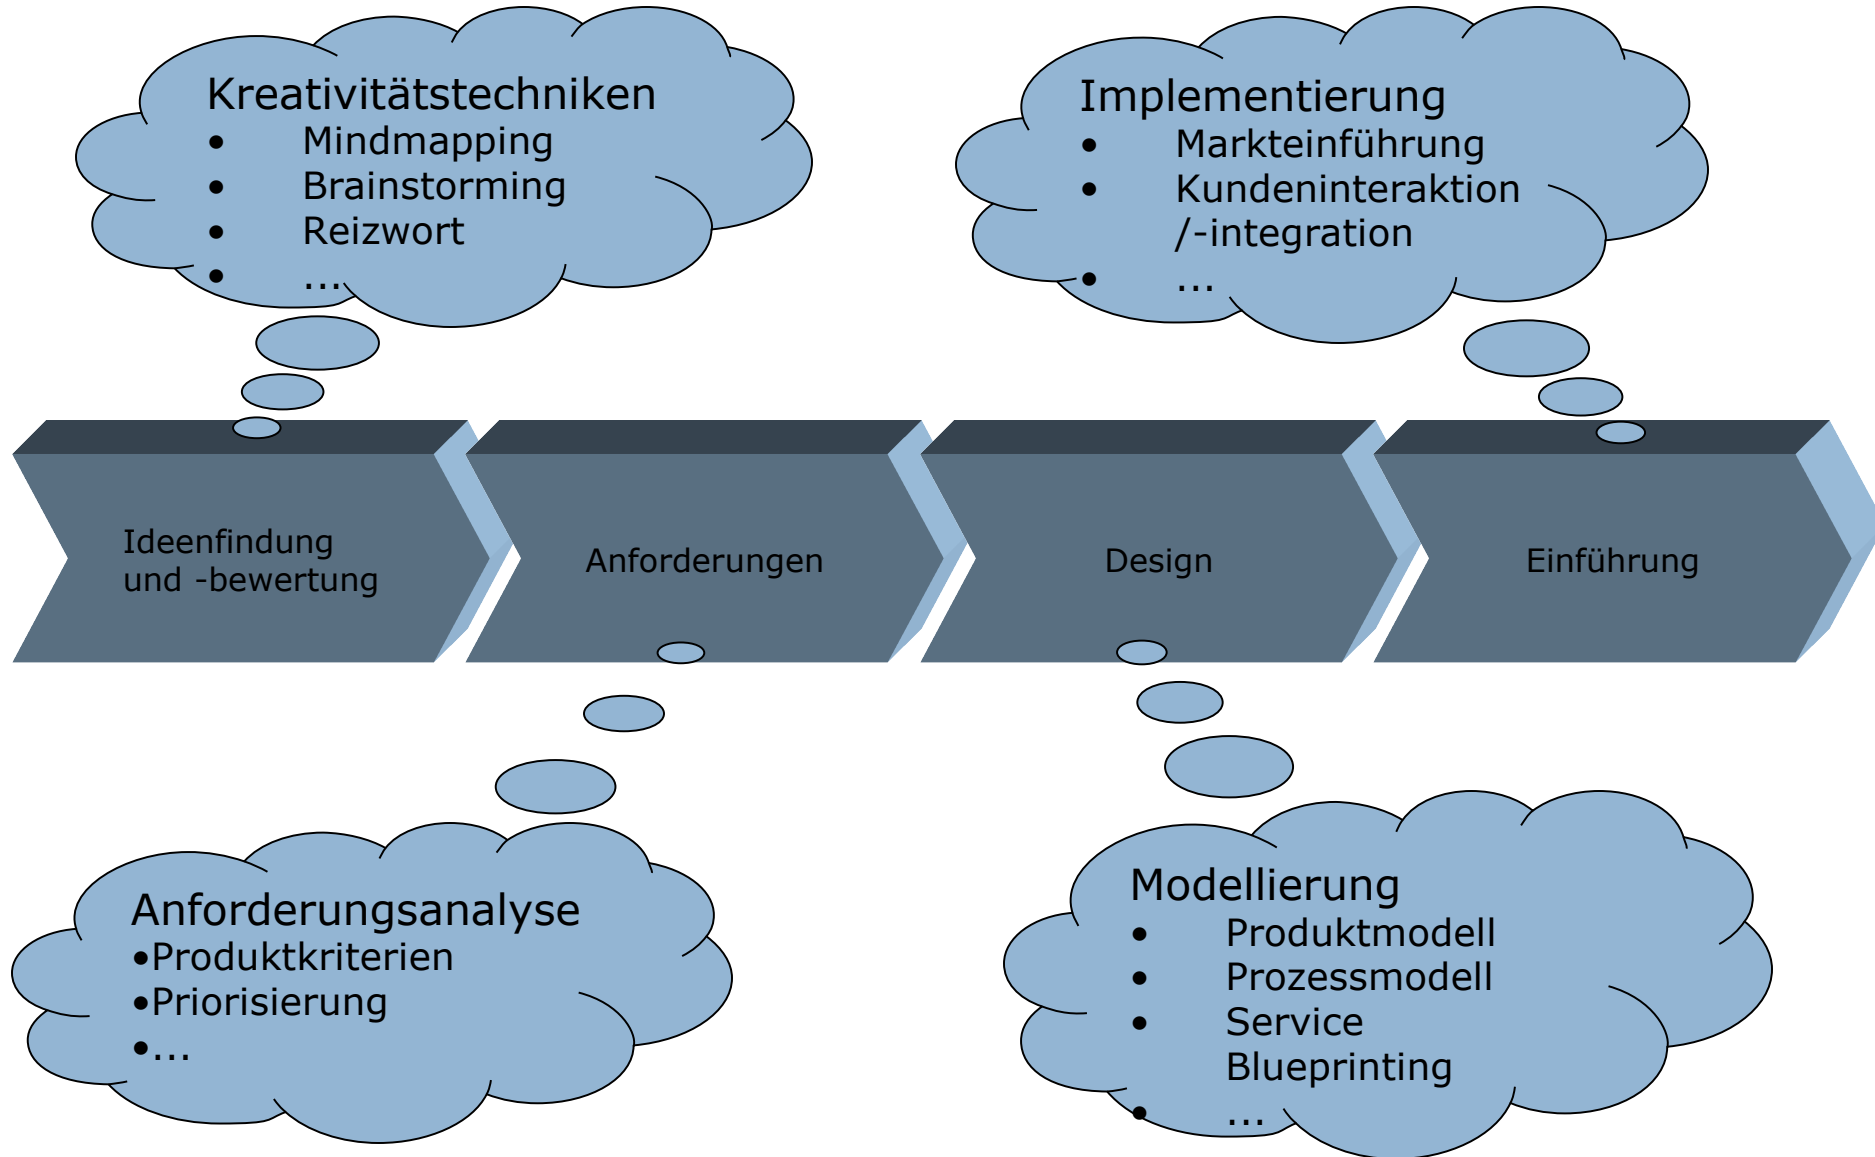 Kreativitätstechniken
• Mindmapping
• Brainstorming
• Reizwort
• ...
Implementierung
• Markteinführung
• Kundeninteraktion
/-integration
• ...
Ideenfindung
und -bewertung
Anforderungen
Design
Einführung
Anforderungsanalyse
•Produktkriterien
•Priorisierung
•...
Modellierung
• Produktmodell
• Prozessmodell
• Service
Blueprinting
• ...